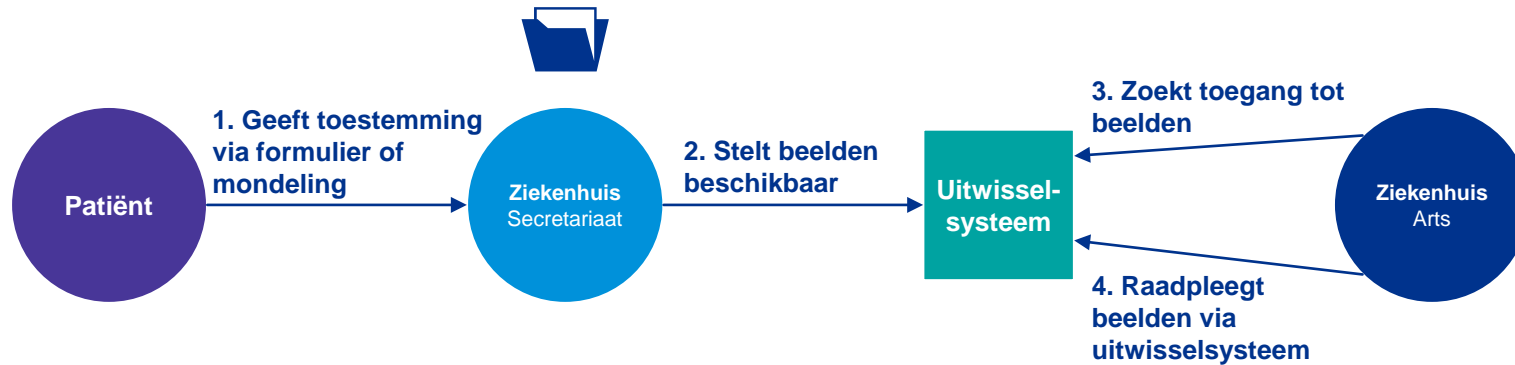 Patiënt
1. Geeft toestemming
via formulier of
mondeling
Ziekenhuis
Secretariaat
2. Stelt beelden
beschikbaar
Uitwissel-
systeem
3. Zoekt toegang tot
beelden
4. Raadpleegt
beelden via
uitwisselsysteem
Ziekenhuis
Arts